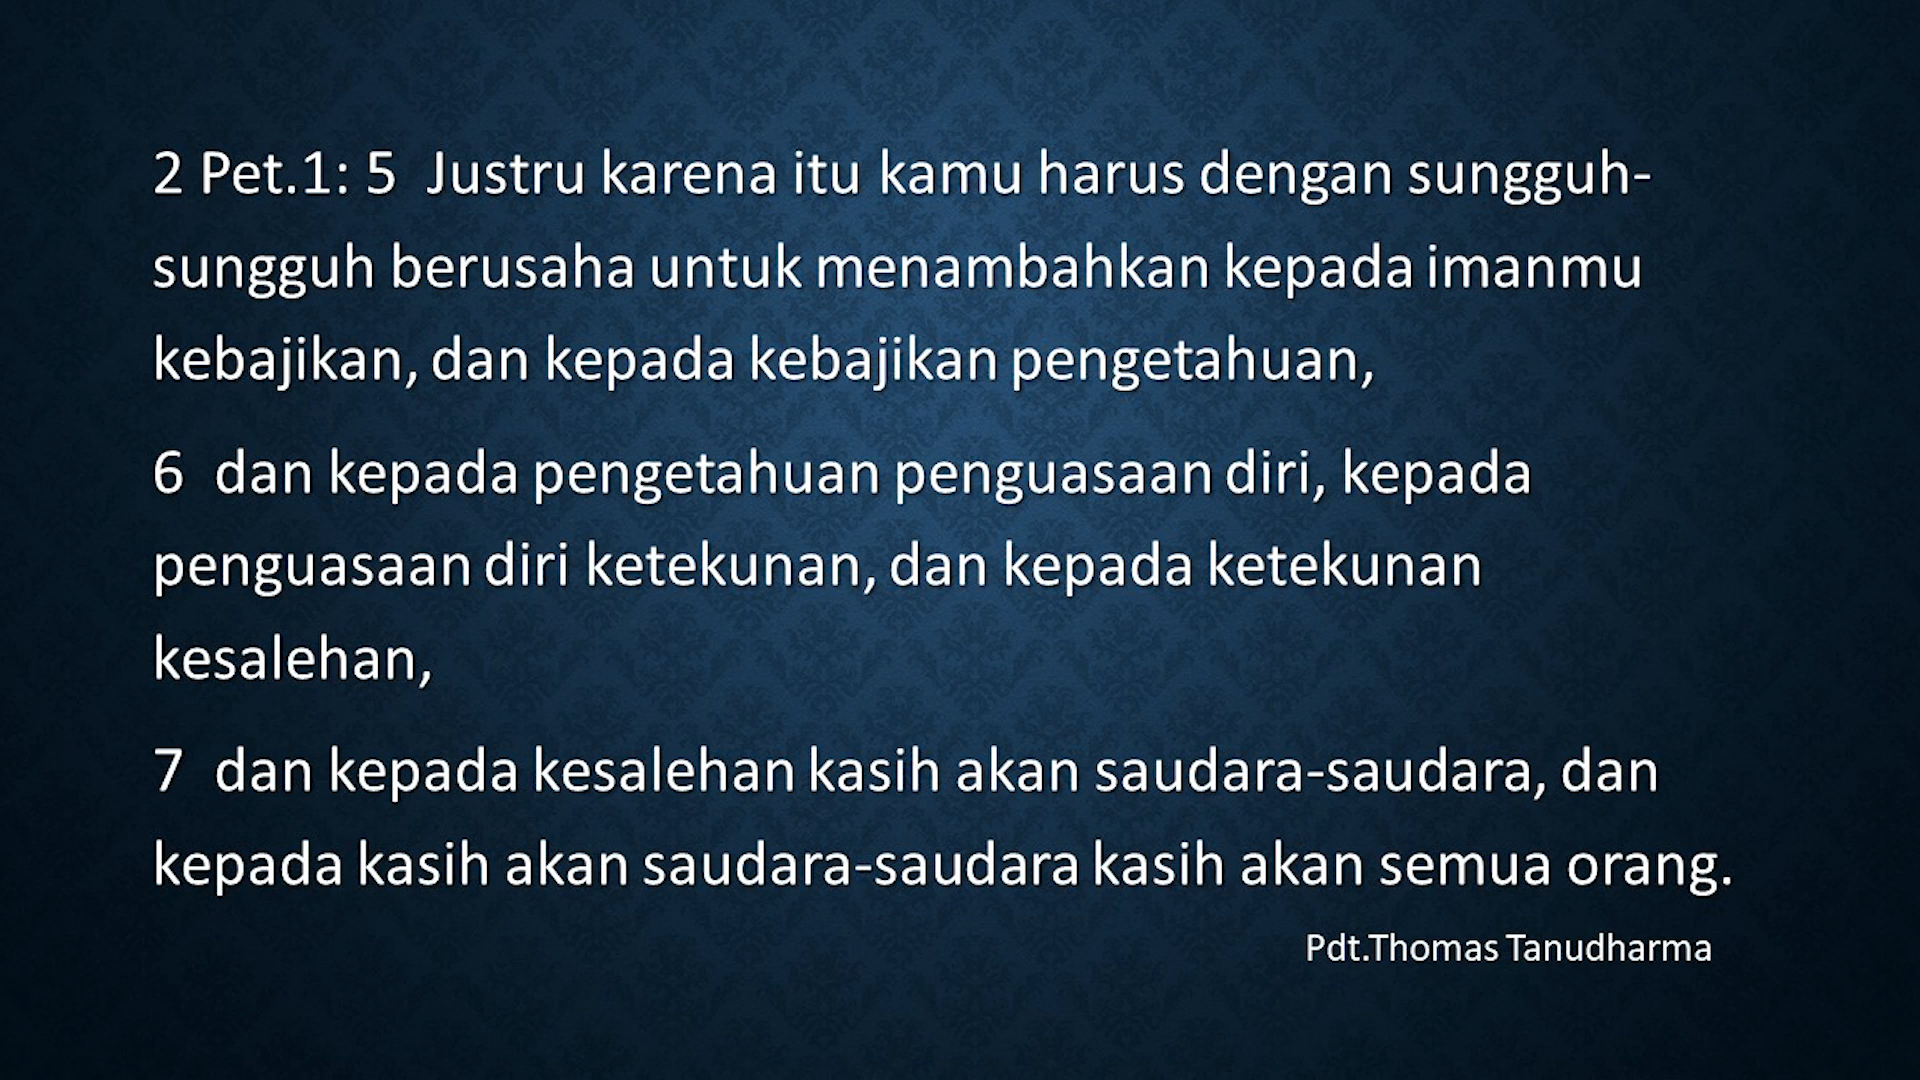 2 Pet.1: 5  Justru karena itu kamu harus dengan sungguh-
sungguh berusaha untuk menambahkan kepada imanmu
kebajikan, dan kepada kebajikan pengetahuan,
6  dan kepada pengetahuan penguasaan diri, kepada
penguasaan diri ketekunan, dan kepada ketekunan
kesalehan,
7  dan kepada kesalehan kasih akan saudara-saudara, dan
kepada kasih akan saudara-saudara kasih akan semua orang.
Pdt.Thomas Tanudharma